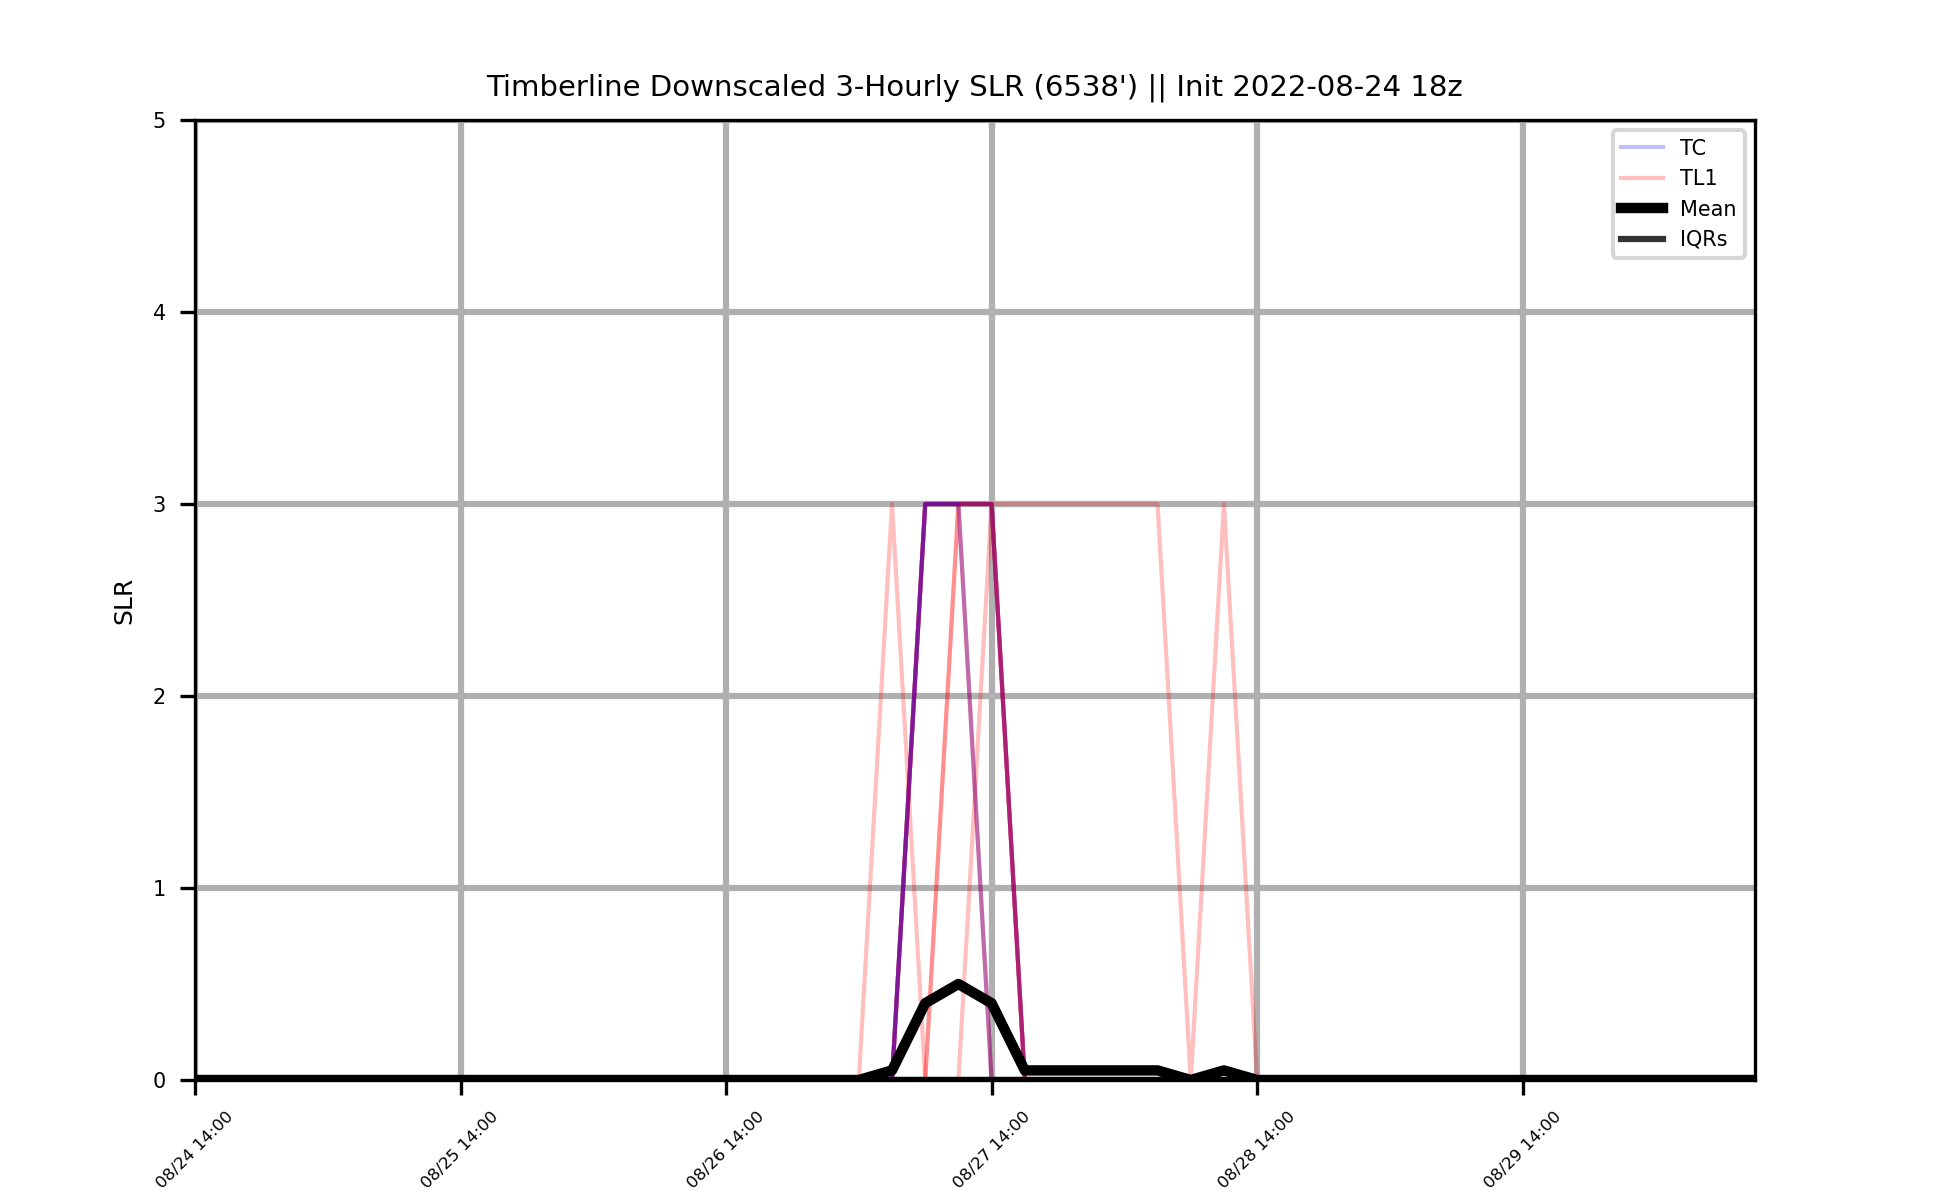 Timberline Downscaled 3-Hourly SLR (6538') || Init 2022-08-24 18z
5
4
3
2
1
0
SLR
TC
TL1
Mean
IQRs
08/24 14:00
08/25 14:00
08/26 14:00
08/27 14:00
08/28 14:00
08/29 14:00